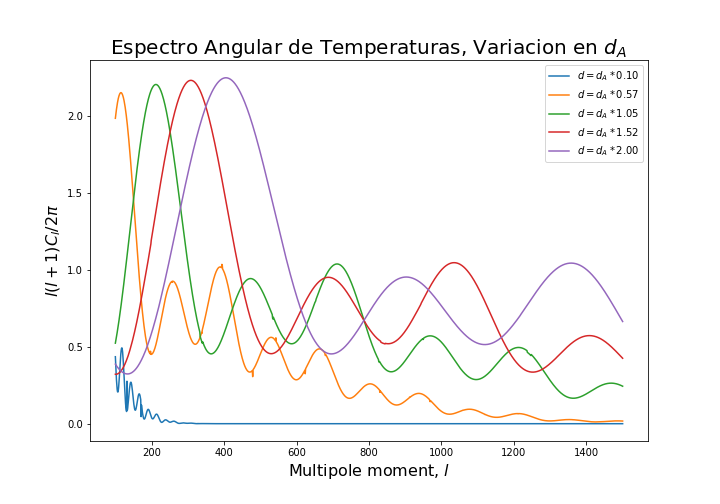 Espectro Angular de Temperaturas, Variacion en $d_A$
d = d_A * 0.10
d = d_A * 0.57
d = d_A * 1.05
d = d_A * 1.52
d = d_A * 2.00
l(l + 1)C_l/2π
2.0
1.5
1.0
0.5
0.0
200 400 600 800 1000 1200 1400
Multipole moment, l